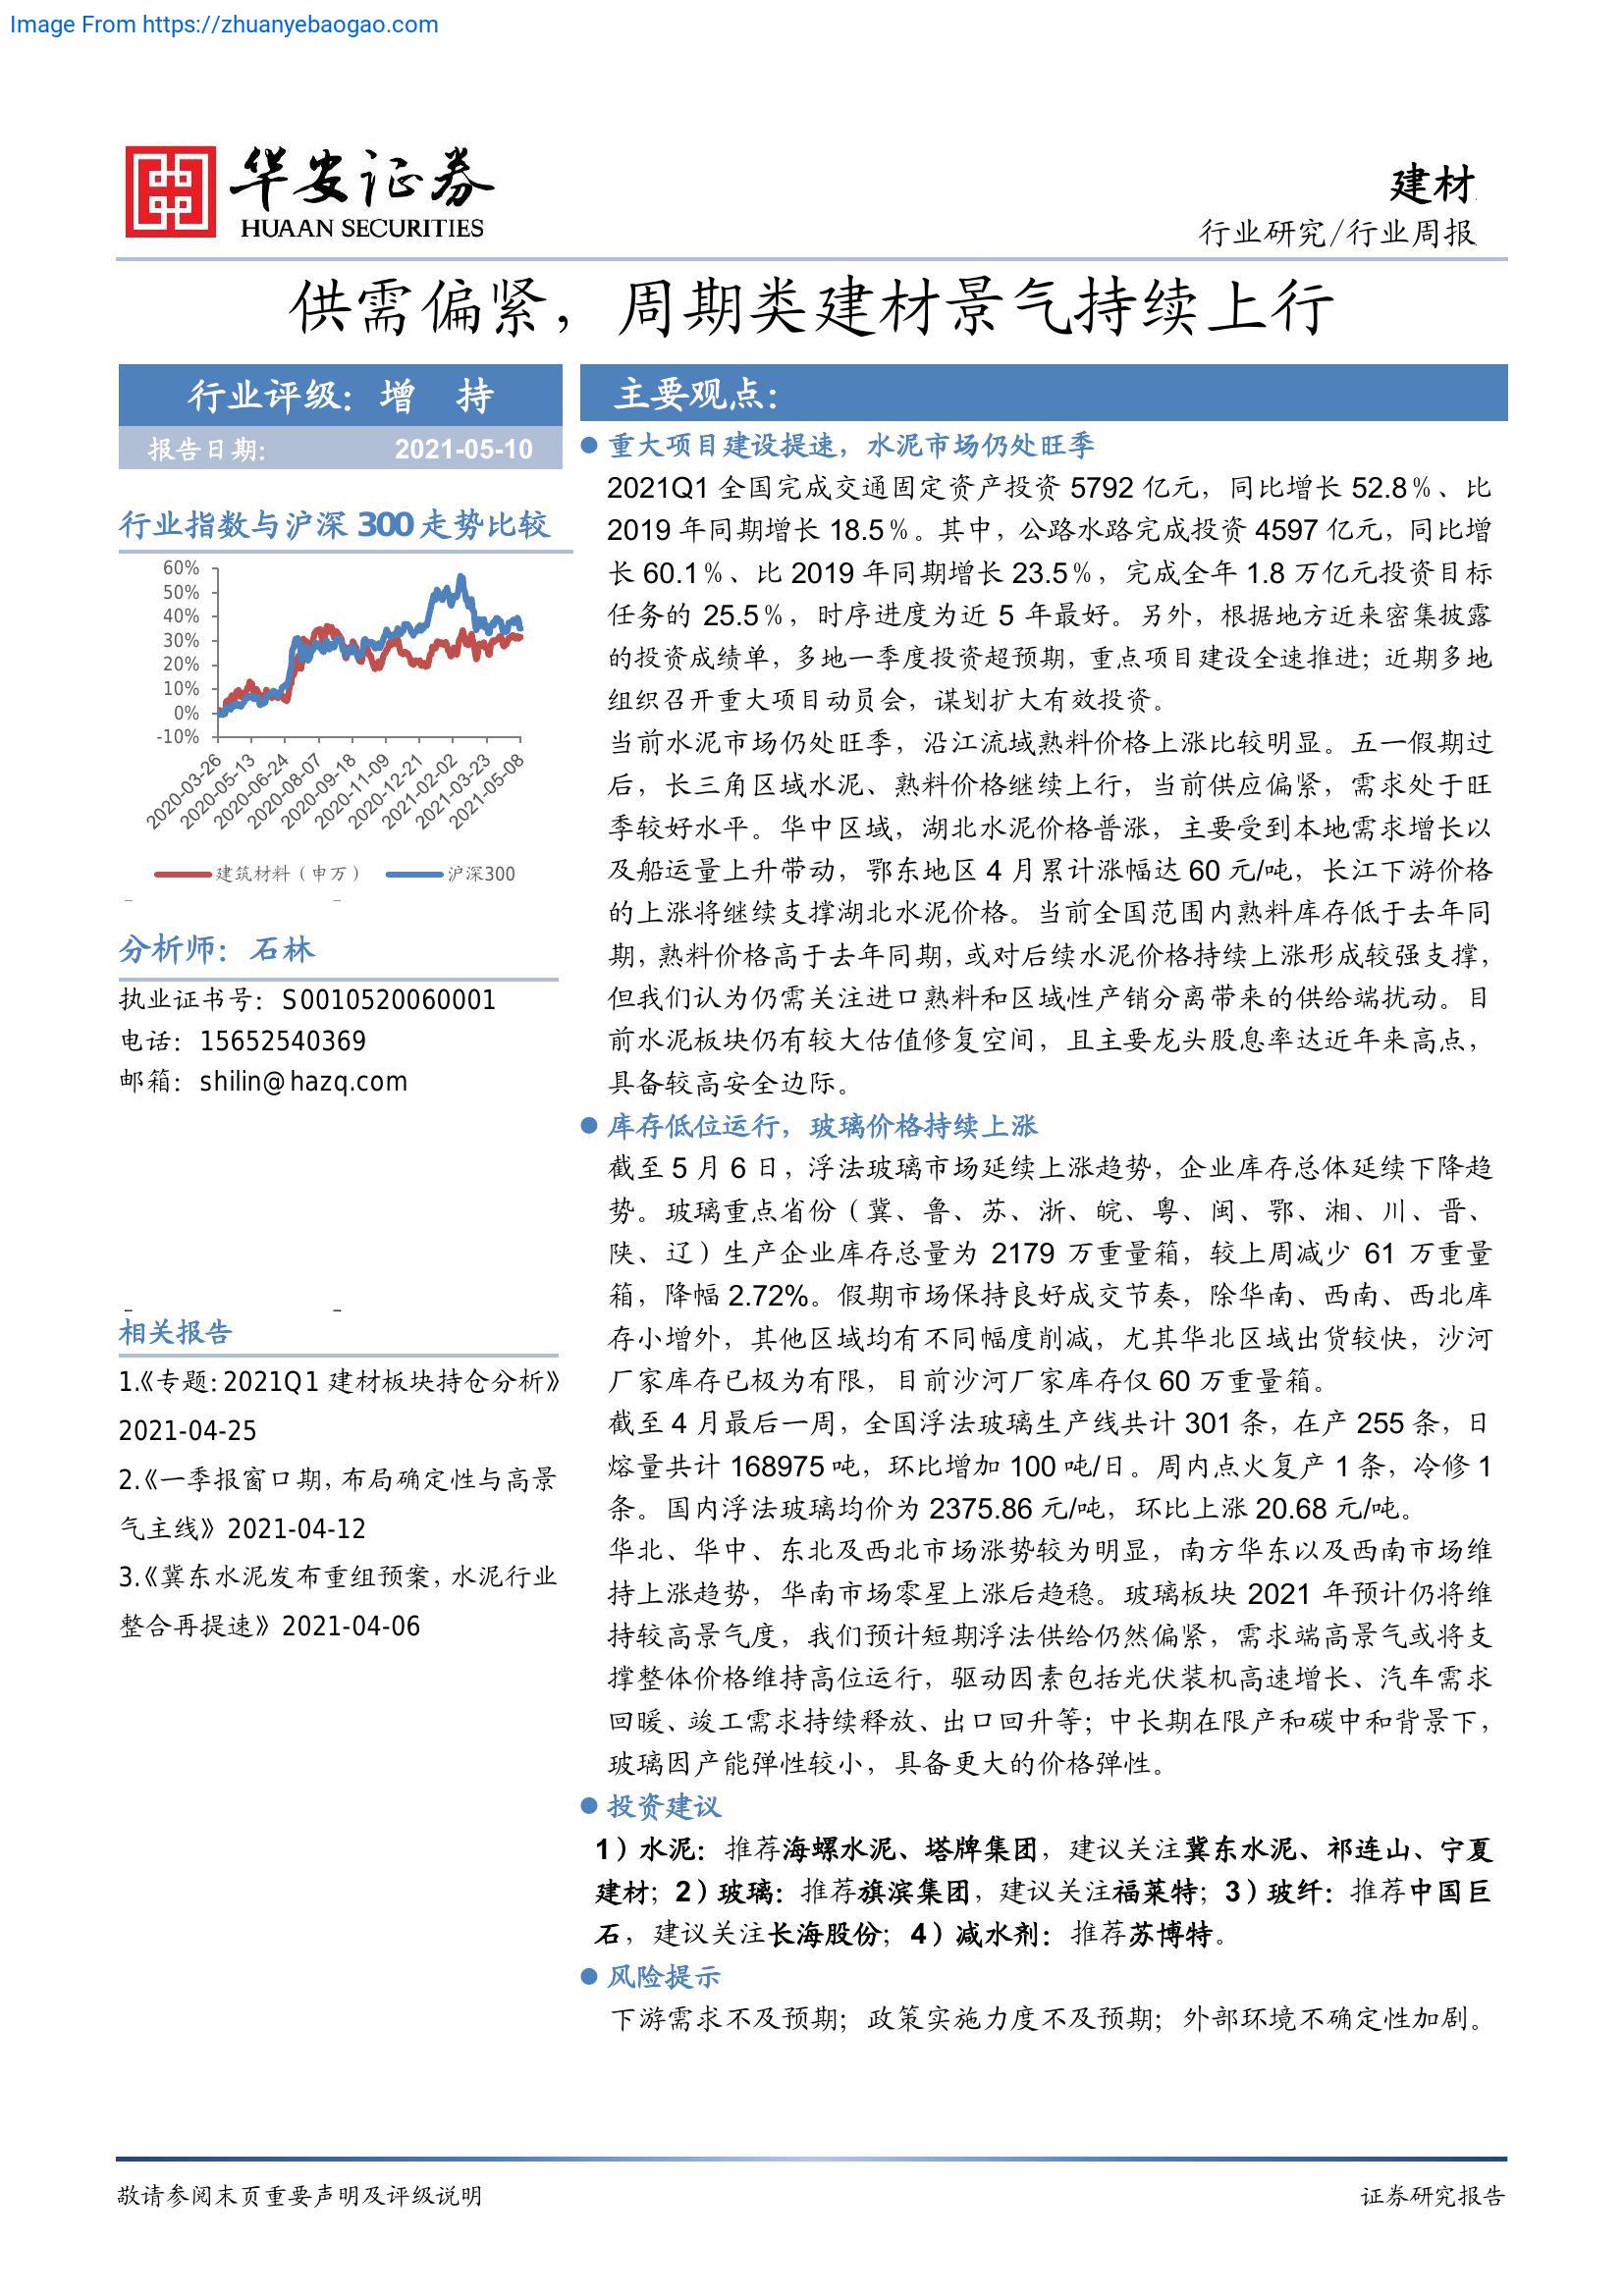 Image From https://zhuanyebaogao.com
华安证券
HUAAN SECURITIES
建材
行业研究/行业周报
供需偏紧，周期类建材景气持续上行
行业评级：增 持
报告日期： 2021-05-10
行业指数与沪深 300 走势比较
60%
50%
40%
30%
20%
10%
0%
-10%
2020-03-26
2020-05-13
2020-06-24
2020-08-07
2020-09-18
2020-11-09
2020-12-21
2021-02-02
2021-03-23
2021-05-08
建筑材料（申万） 沪深300
分析师：石林
执业证书号：S0010520060001
电话：15652540369
邮箱：shilin@hazq.com
相关报告
1.《专题：2021Q1 建材板块持仓分析》
2021-04-25
2.《一季报窗口期，布局确定性与高景
气主线》2021-04-12
3.《冀东水泥发布重组预案，水泥行业
整合再提速》2021-04-06
主要观点：
● 重大项目建设提速，水泥市场仍处旺季
2021Q1 全国完成交通固定资产投资 5792 亿元，同比增长 52.8%、比
2019 年同期增长 18.5%。其中，公路水路完成投资 4597 亿元，同比增
长 60.1%、比 2019 年同期增长 23.5%，完成全年 1.8 万亿元投资目标
任务的 25.5%，时序进度为近 5 年最好。另外，根据地方近来密集披露
的投资成绩单，多地一季度投资超预期，重点项目建设全速推进；近期多地
组织召开重大项目动员会，谋划扩大有效投资。
当前水泥市场仍处旺季，沿江流域熟料价格上涨比较明显。五一假期过
后，长三角区域水泥、熟料价格继续上行，当前供应偏紧，需求处于旺
季较好水平。华中区域，湖北水泥价格普涨，主要受到本地需求增长以
及船运量上升带动，鄂东地区 4 月累计涨幅达 60 元/吨，长江下游价格
的上涨将继续支撑湖北水泥价格。当前全国范围内熟料库存低于去年同
期，熟料价格高于去年同期，或对后续水泥价格持续上涨形成较强支撑，
但我们认为仍需关注进口熟料和区域性产销分离带来的供给端扰动。目
前水泥板块仍有较大估值修复空间，且主要龙头股息率达近年来高点，
具备较高安全边际。
● 库存低位运行，玻璃价格持续上涨
截至 5 月 6 日，浮法玻璃市场延续上涨趋势，企业库存总体延续下降趋
势。玻璃重点省份（冀、鲁、苏、浙、皖、粤、闽、鄂、湘、川、晋、
陕、辽）生产企业库存总量为 2179 万重量箱，较上周减少 61 万重量
箱，降幅 2.72%。假期市场保持良好成交节奏，除华南、西南、西北库
存小增外，其他区域均有不同幅度削减，尤其华北区域出货较快，沙河
厂家库存已极为有限，目前沙河厂家库存仅 60 万重量箱。
截至 4 月最后一周，全国浮法玻璃生产线共计 301 条，在产 255 条，日
熔量共计 168975 吨，环比增加 100 吨/日。周内点火复产 1 条，冷修 1
条。国内浮法玻璃均价为 2375.86 元/吨，环比上涨 20.68 元/吨。
华北、华中、东北及西北市场涨势较为明显，南方华东以及西南市场维
持上涨趋势，华南市场零星上涨后趋稳。玻璃板块 2021 年预计仍将维
持较高景气度，我们预计短期浮法供给仍然偏紧，需求端高景气或将支
撑整体价格维持高位运行，驱动因素包括光伏装机高速增长、汽车需求
回暖、竣工需求持续释放、出口回升等；中长期在限产和碳中和背景下，
玻璃因产能弹性较小，具备更大的价格弹性。
● 投资建议
1）水泥：推荐海螺水泥、塔牌集团，建议关注冀东水泥、祁连山、宁夏
建材；2）玻璃：推荐旗滨集团，建议关注福莱特；3）玻纤：推荐中国巨
石，建议关注长海股份；4）减水剂：推荐苏博特。
● 风险提示
下游需求不及预期；政策实施力度不及预期；外部环境不确定性加剧。
敬请参阅末页重要声明及评级说明
证券研究报告